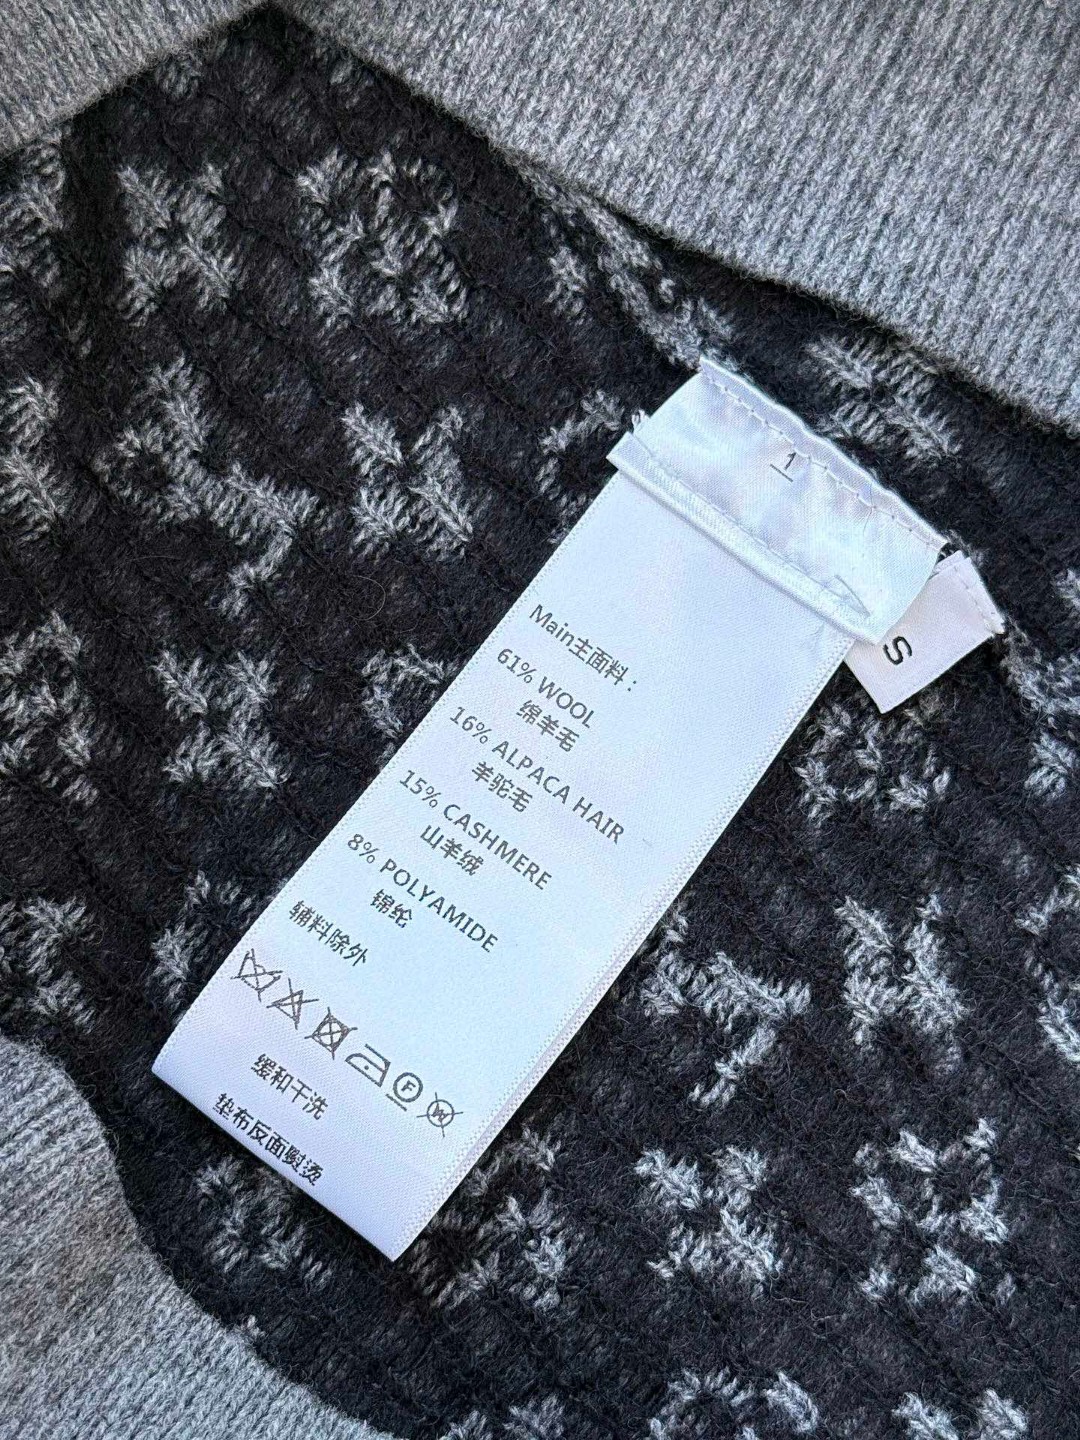 1
S
Main主面料：
61% WOOL
绵羊毛
16% ALPACA HAIR
羊驼毛
15% CASHMERE
山羊绒
8% POLYAMIDE
锦纶
辅料除外
F
W
缓和干洗
垫布反面熨烫